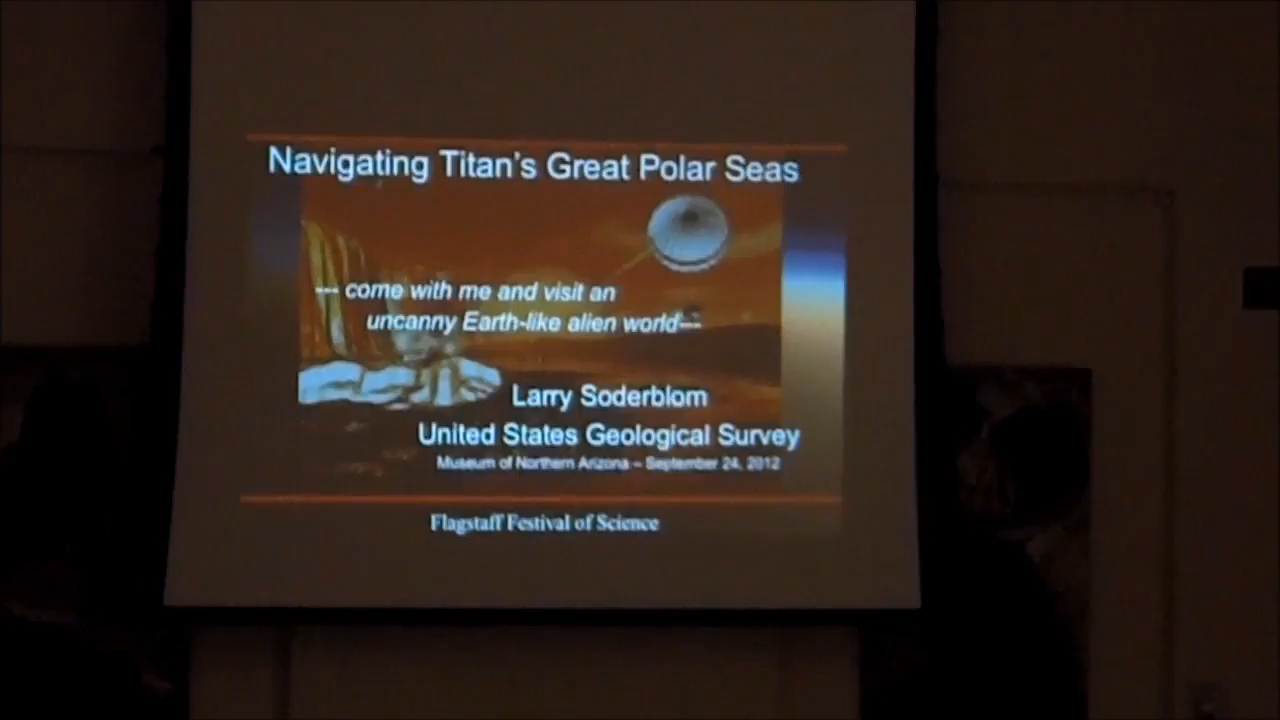 Navigating Titan's Great Polar Seas
--- come with me and visit an
uncanny Earth-like alien world---
Larry Soderblom
United States Geological Survey
Museum of Northern Arizona – September 24, 2012
Flagstaff Festival of Science